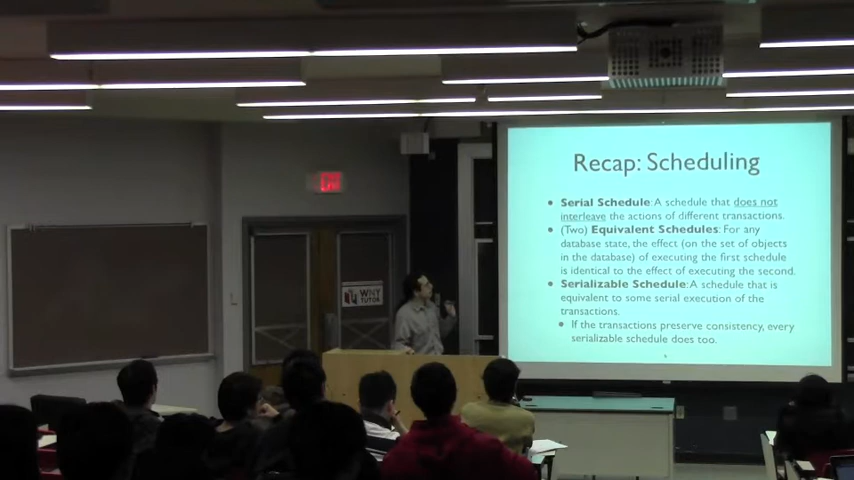 Recap: Scheduling
• Serial Schedule: A schedule that does not
interleave the actions of different transactions.
• (Two) Equivalent Schedules: For any
database state, the effect (on the set of objects
in the database) of executing the first schedule
is identical to the effect of executing the second.
• Serializable Schedule: A schedule that is
equivalent to some serial execution of the
transactions.
• If the transactions preserve consistency, every
serializable schedule does too.
WNY
TUTOR